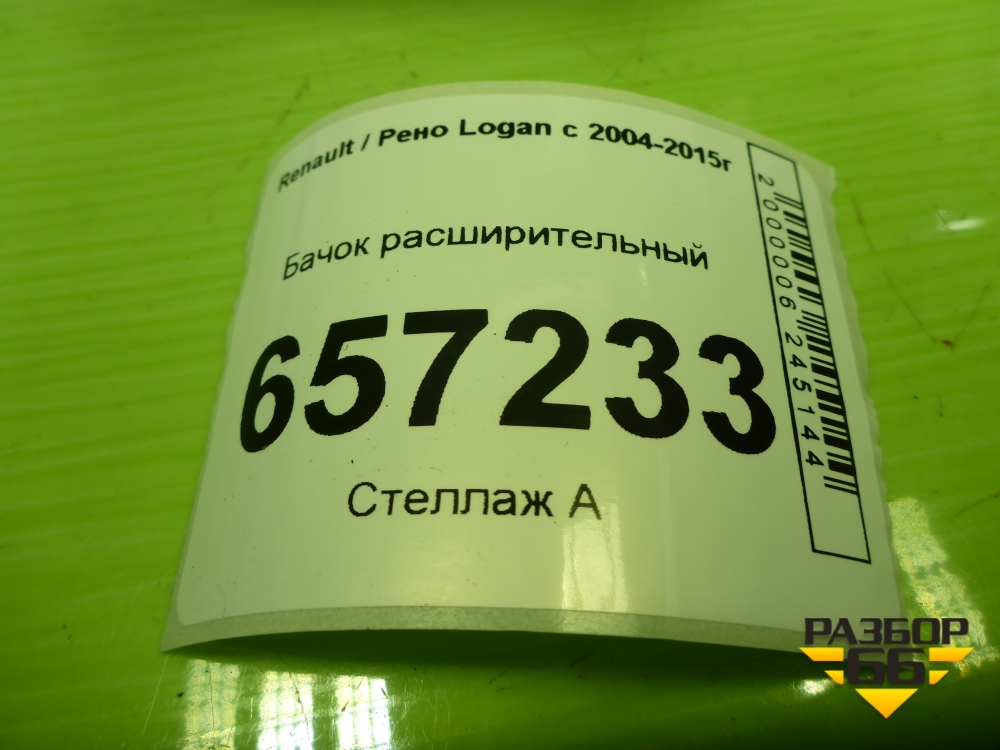 Renault / Рено Logan с 2004-2015г
Бачок расширительный
657233
Стеллаж А
2000006245144
РАЗБОР
66